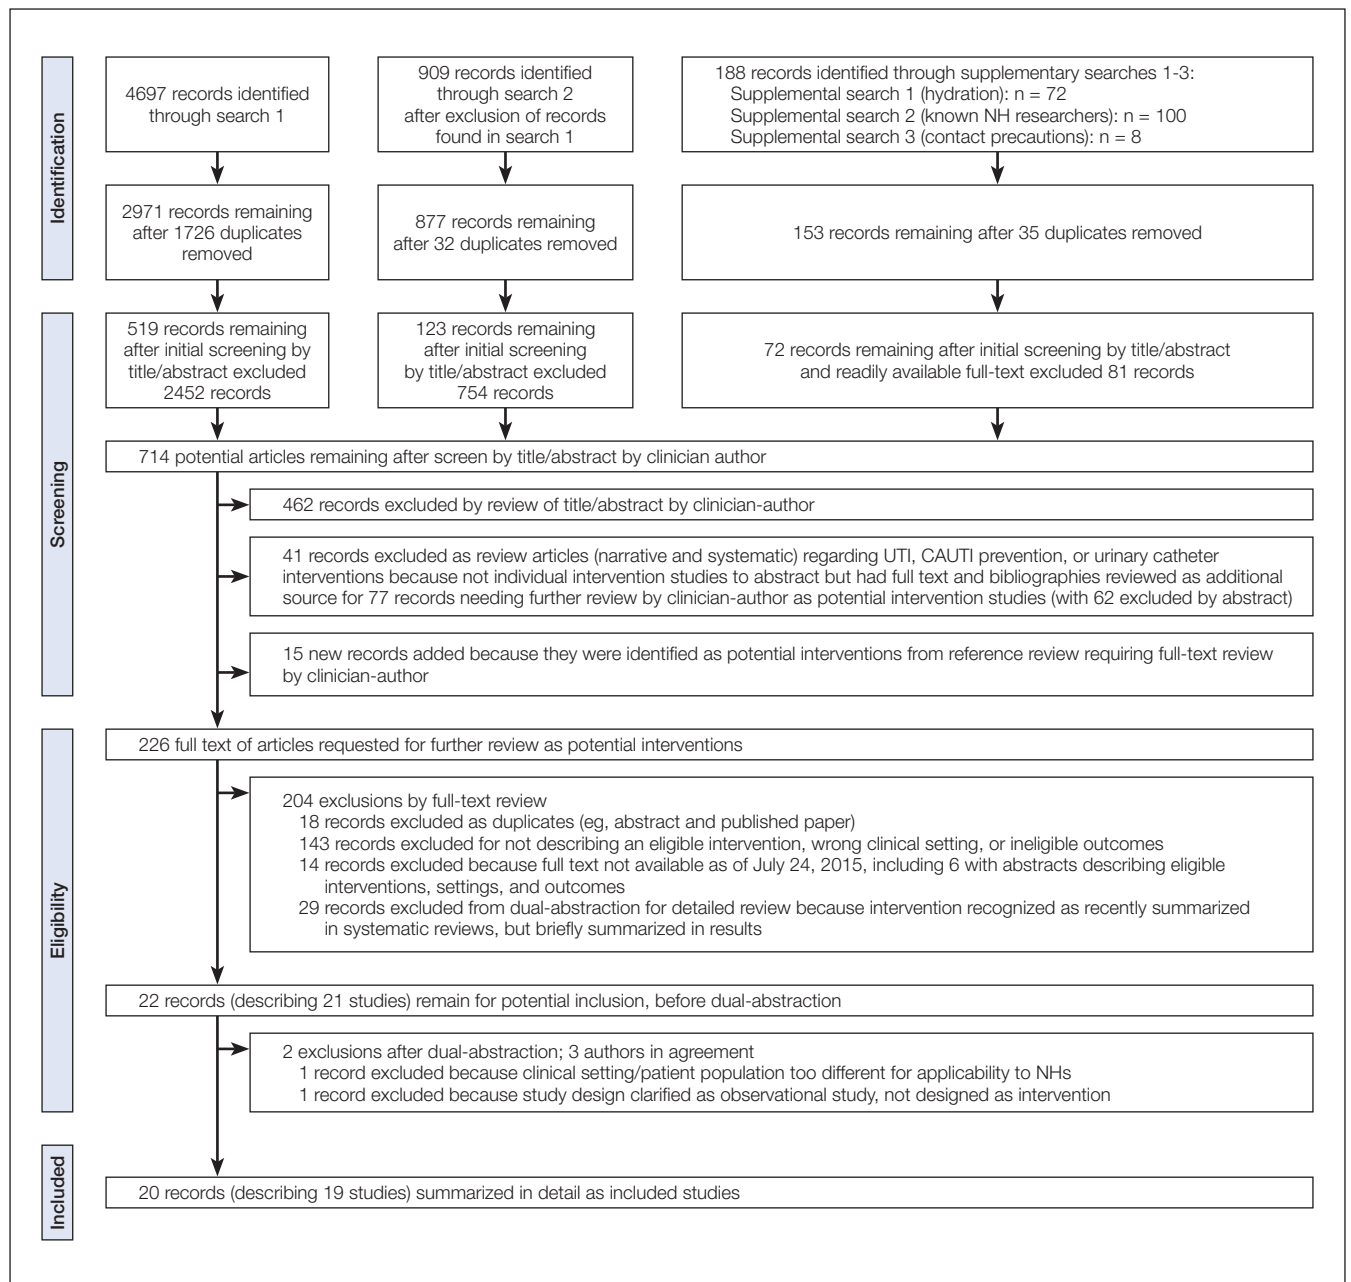 Identification
4697 records identified
through search 1
909 records identified
through search 2
after exclusion of records
found in search 1
188 records identified through supplementary searches 1-3:
Supplemental search 1 (hydration): n = 72
Supplemental search 2 (known NH researchers): n = 100
Supplemental search 3 (contact precautions): n = 8
2971 records remaining
after 1726 duplicates
removed
877 records remaining
after 32 duplicates removed
153 records remaining after 35 duplicates removed
Screening
519 records remaining
after initial screening by
title/abstract excluded
2452 records
123 records remaining
after initial screening
by title/abstract excluded
754 records
72 records remaining after initial screening by title/abstract
and readily available full-text excluded 81 records
714 potential articles remaining after screen by title/abstract by clinician author
462 records excluded by review of title/abstract by clinician-author
41 records excluded as review articles (narrative and systematic) regarding UTI, CAUTI prevention, or urinary catheter
interventions because not individual intervention studies to abstract but had full text and bibliographies reviewed as additional
source for 77 records needing further review by clinician-author as potential intervention studies (with 62 excluded by abstract)
15 new records added because they were identified as potential interventions from reference review requiring full-text review
by clinician-author
Eligibility
226 full text of articles requested for further review as potential interventions
204 exclusions by full-text review
18 records excluded as duplicates (eg, abstract and published paper)
143 records excluded for not describing an eligible intervention, wrong clinical setting, or ineligible outcomes
14 records excluded because full text not available as of July 24, 2015, including 6 with abstracts describing eligible
interventions, settings, and outcomes
29 records excluded from dual-abstraction for detailed review because intervention recognized as recently summarized
in systematic reviews, but briefly summarized in results
22 records (describing 21 studies) remain for potential inclusion, before dual-abstraction
2 exclusions after dual-abstraction; 3 authors in agreement
1 record excluded because clinical setting/patient population too different for applicability to NHs
1 record excluded because study design clarified as observational study, not designed as intervention
Included
20 records (describing 19 studies) summarized in detail as included studies